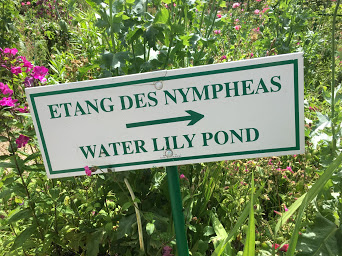 ETANG DES NYMPHEAS
WATER LILY POND